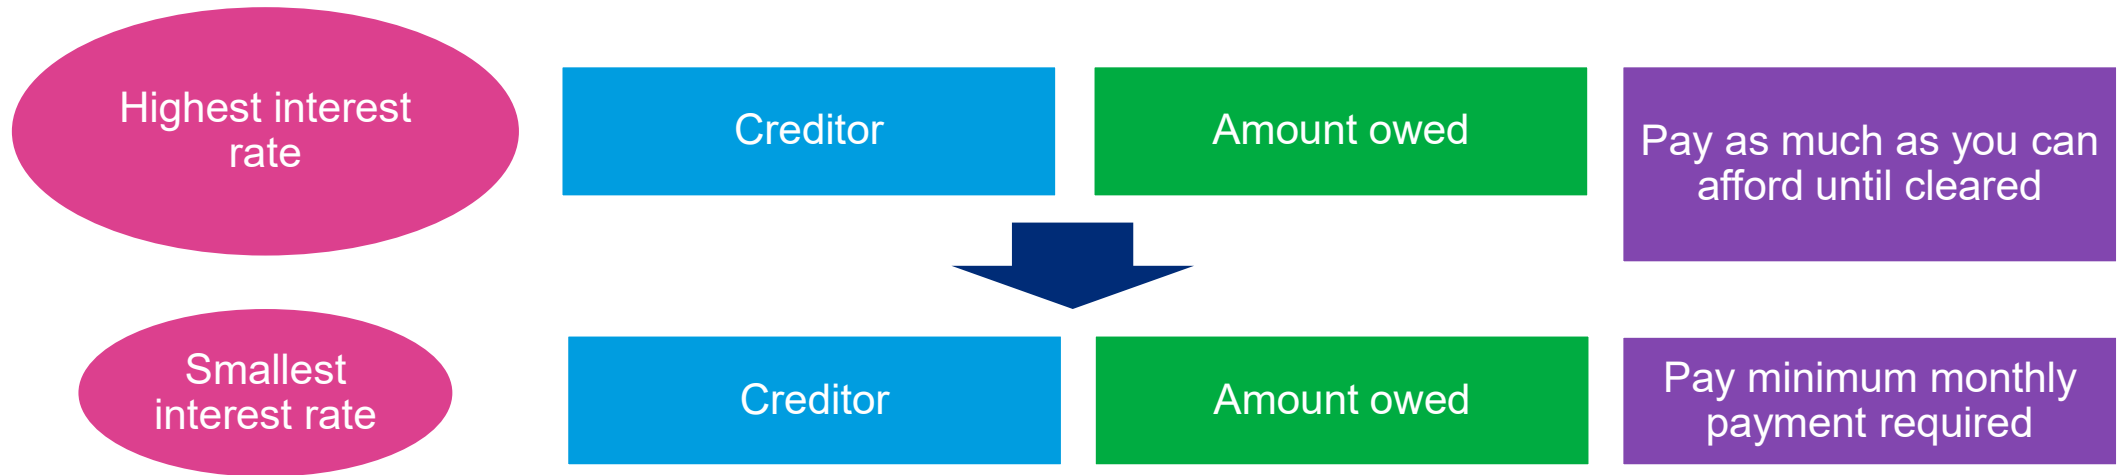 Highest interest
rate
Creditor
Amount owed
Pay as much as you can
afford until cleared
Smallest
interest rate
Creditor
Amount owed
Pay minimum monthly
payment required